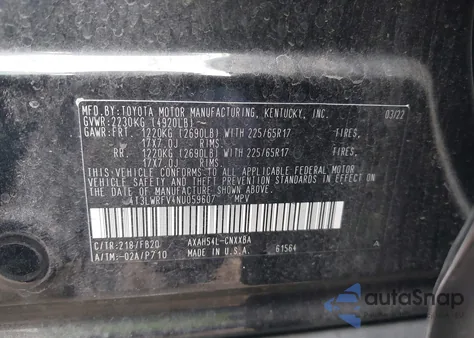 MFD.BY:TOYOTA MOTOR MANUFACTURING, KENTUCKY, INC. 03/22
GVWR:2230KG (4920LB)
GAWR:FRT. 1220KG (2690LB) WITH 225/65R17 TIRES,
17X7.0J RIMS.
RR. 1220KG (2690LB) WITH 225/65R17 TIRES,
17X7.0J RIMS.
THIS VEHICLE CONFORMS TO ALL APPLICABLE FEDERAL MOTOR
VEHICLE SAFETY STANDARDS IN EFFECT ON THE DATE OF
MANUFACTURE SHOWN ABOVE.
4T3LWRFV4NU059607 MPV
C/TR:218/FB20 AXAH54L-CNXXBA 61564
A/TM:-02A/P710 MADE IN U.S.A.
autoSnap